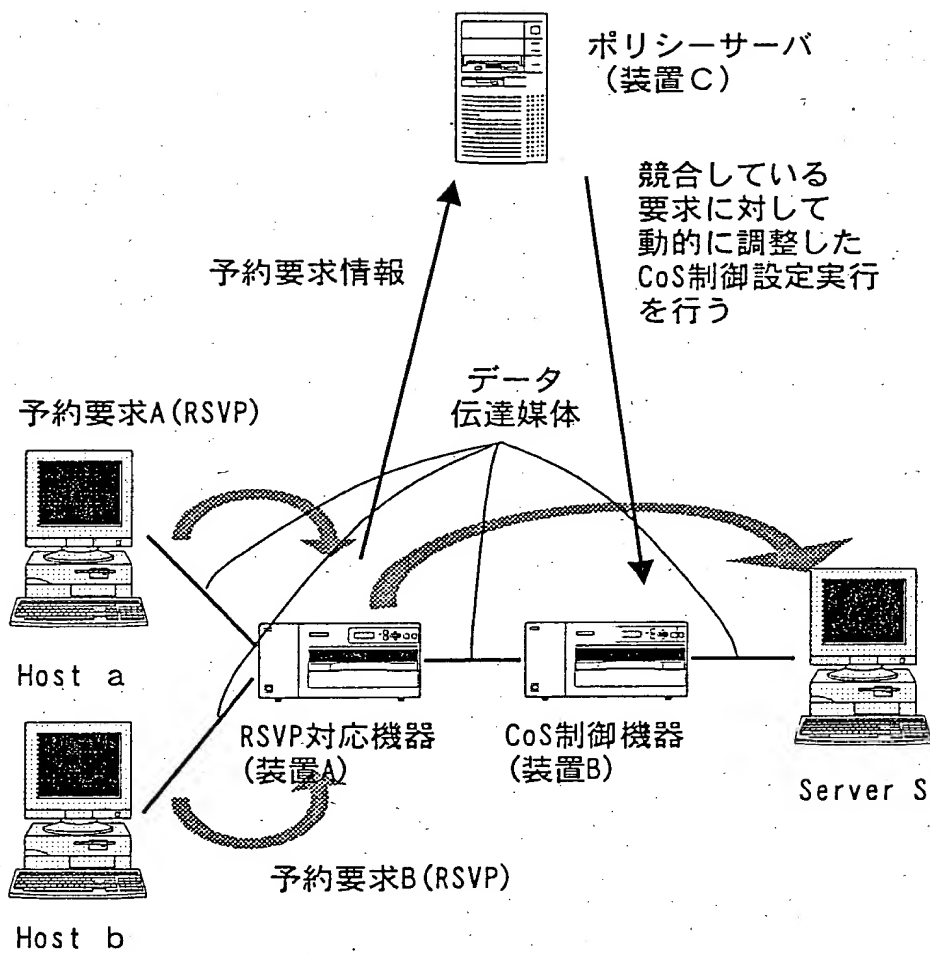 ポリシーサーバ
(装置C)
競合している
要求に対して
動的に調整した
CoS制御設定実行
を行う
予約要求情報
データ
伝達媒体
予約要求A(RSVP)
Host a
RSVP対応機器
(装置A)
CoS制御機器
(装置B)
Server S
予約要求B(RSVP)
Host b